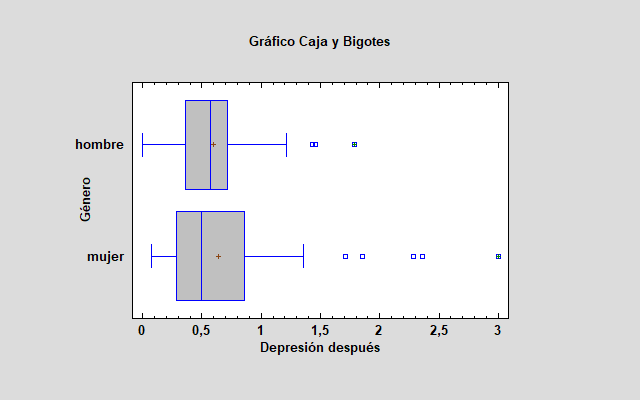 Gráfico Caja y Bigotes
hombre
Género
mujer
0 0,5 1 1,5 2 2,5 3
Depresión después